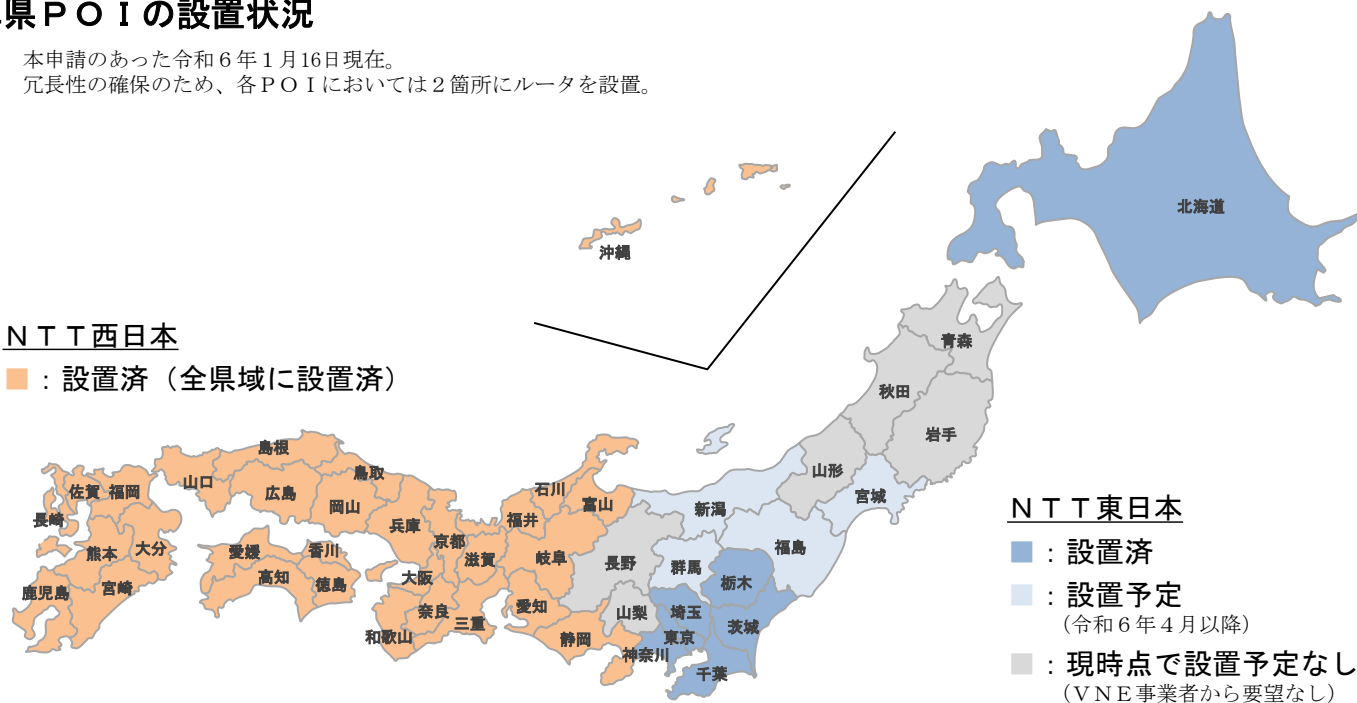 県ＰＯＩの設置状況
本申請のあった令和６年１月16日現在。
冗長性の確保のため、各ＰＯＩにおいては２箇所にルータを設置。
北海道
沖縄
ＮＴＴ西日本
：設置済（全県域に設置済）
青森
秋田
岩手
山形
宮城
新潟
福島
群馬
栃木
長野
山梨
埼玉
茨城
東京
神奈川
千葉
島根
鳥取
山口
広島
岡山
兵庫
京都
滋賀
福井
石川
富山
岐阜
佐賀
福岡
長崎
熊本
大分
鹿児島
宮崎
愛媛
香川
高知
徳島
大阪
奈良
和歌山
三重
愛知
静岡
ＮＴＴ東日本
：設置済
：設置予定
（令和６年４月以降）
：現時点で設置予定なし
（ＶＮＥ事業者から要望なし）